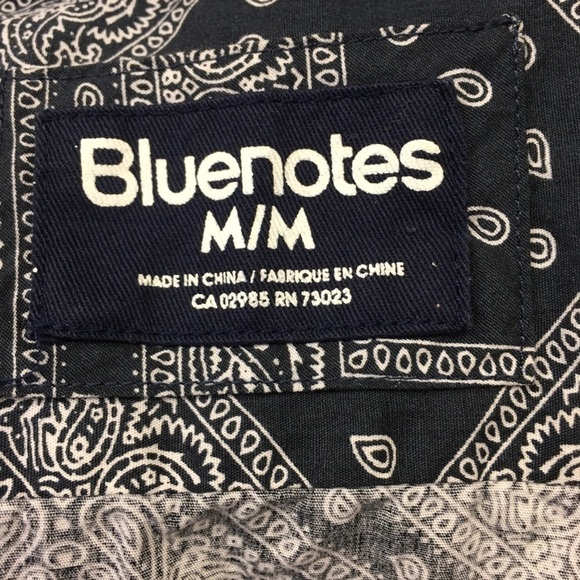 Bluenotes
M/M
MADE IN CHINA / FABRIQUE EN CHINE
CA 02985 RN 73023